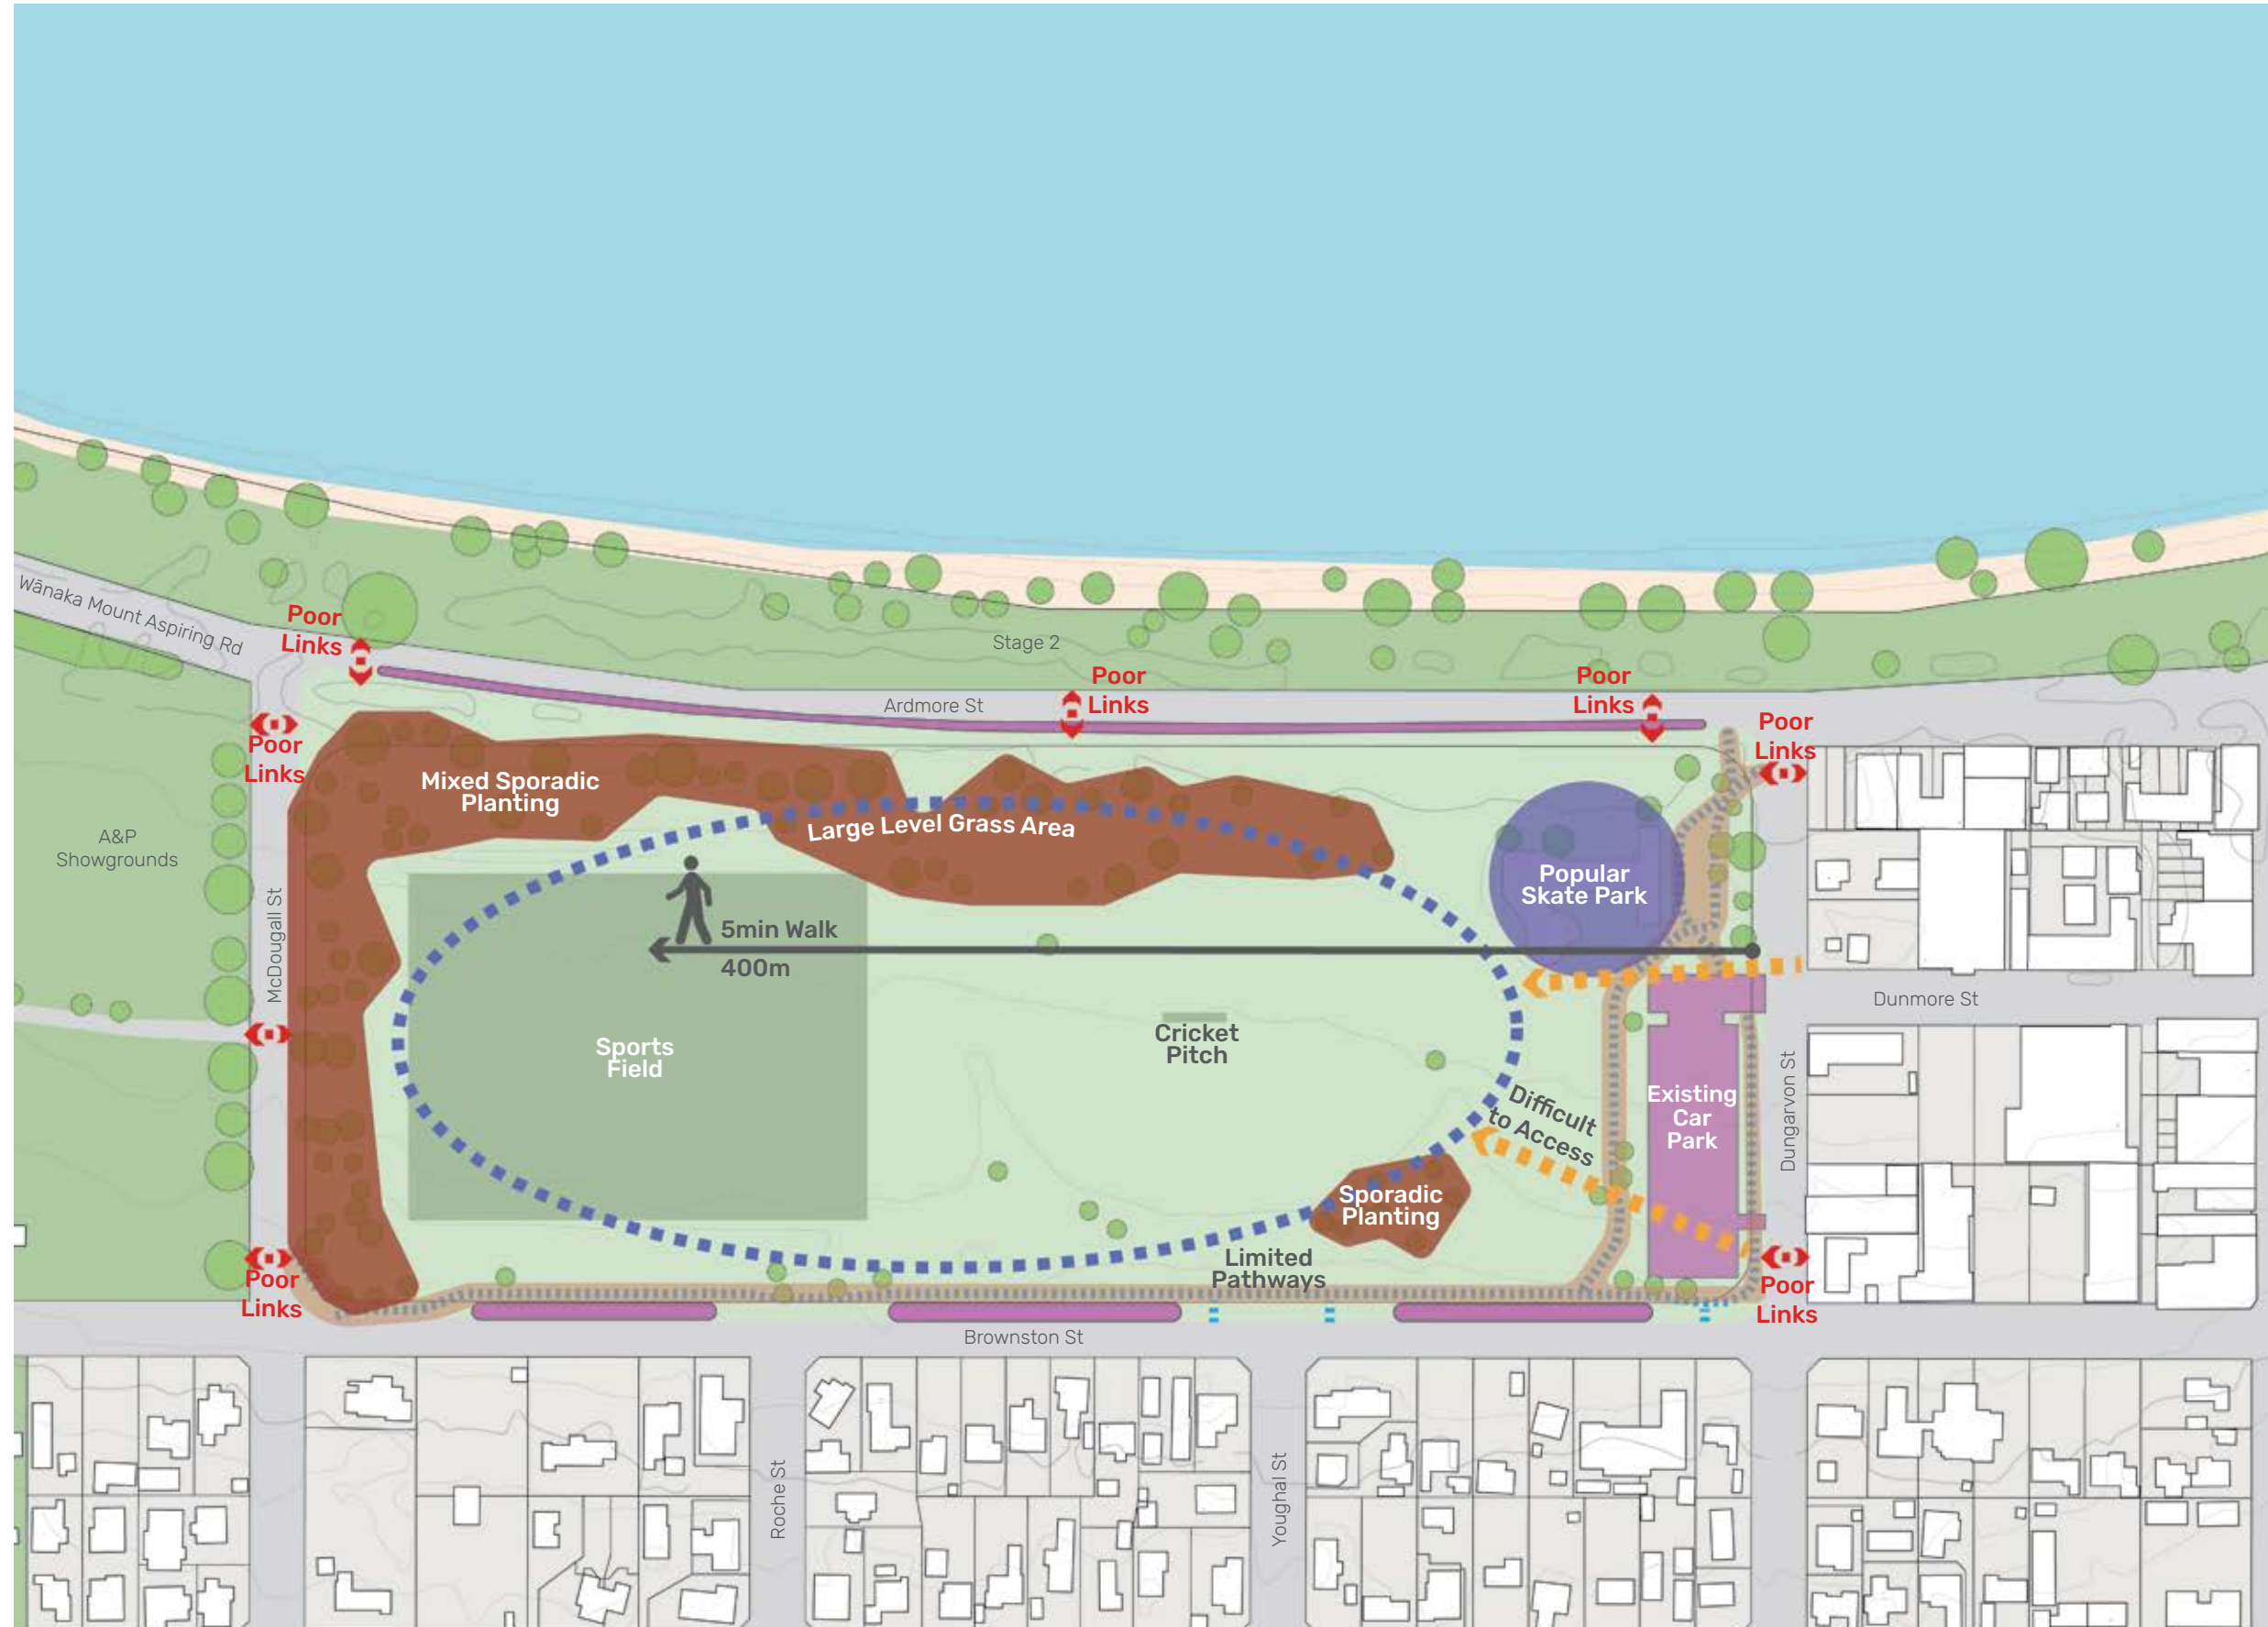 Wānaka Mount Aspiring Rd
Poor
Links
Stage 2
Poor
Links
Poor
Links
Ardmore St
Poor
Links
Poor
Links
Mixed Sporadic
Planting
Large Level Grass Area
A&P
Showgrounds
Popular
Skate Park
McDougall St
5min Walk
400m
Dunmore St
Sports
Field
Cricket
Pitch
Difficult
to Access
Existing
Car
Park
Dungarvon St
Sporadic
Planting
Limited
Pathways
Poor
Links
Poor
Links
Brownston St
Roche St
Youghal St